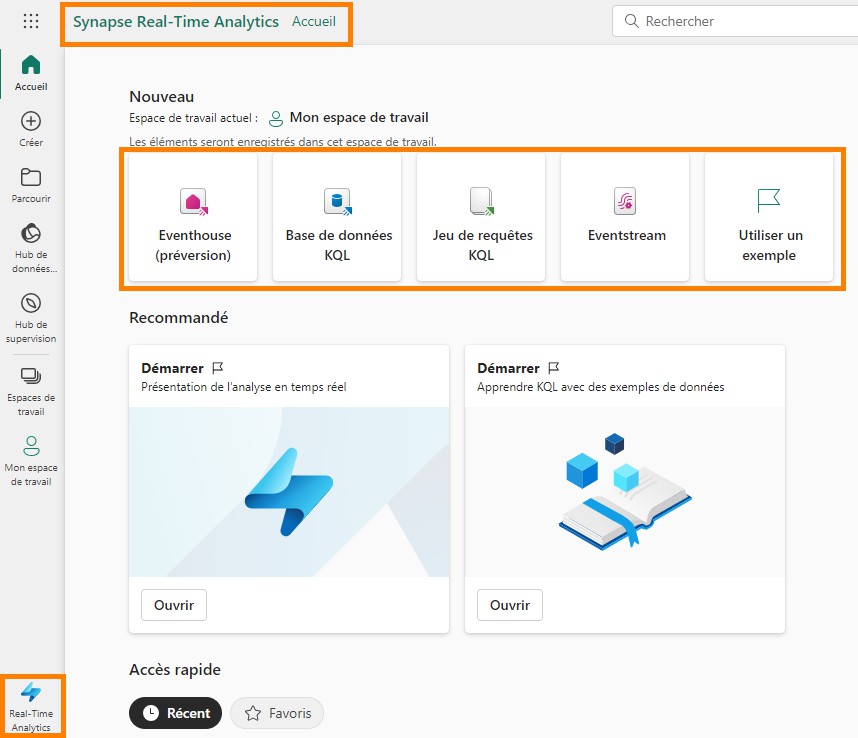 Synapse Real-Time Analytics Accueil
Rechercher
Accueil
Créer
Parcourir
Hub de
données...
Hub de
supervision
Espaces de
travail
Mon espace
de travail
Real-Time
Analytics
Nouveau
Espace de travail actuel : Mon espace de travail
Les éléments seront enregistrés dans cet espace de travail.
Eventhouse
(préversion)
Base de données
KQL
Jeu de requêtes
KQL
Eventstream
Utiliser un
exemple
Recommandé
Démarrer
Présentation de l'analyse en temps réel
Ouvrir
Démarrer
Apprendre KQL avec des exemples de données
Ouvrir
Accès rapide
Récent
Favoris